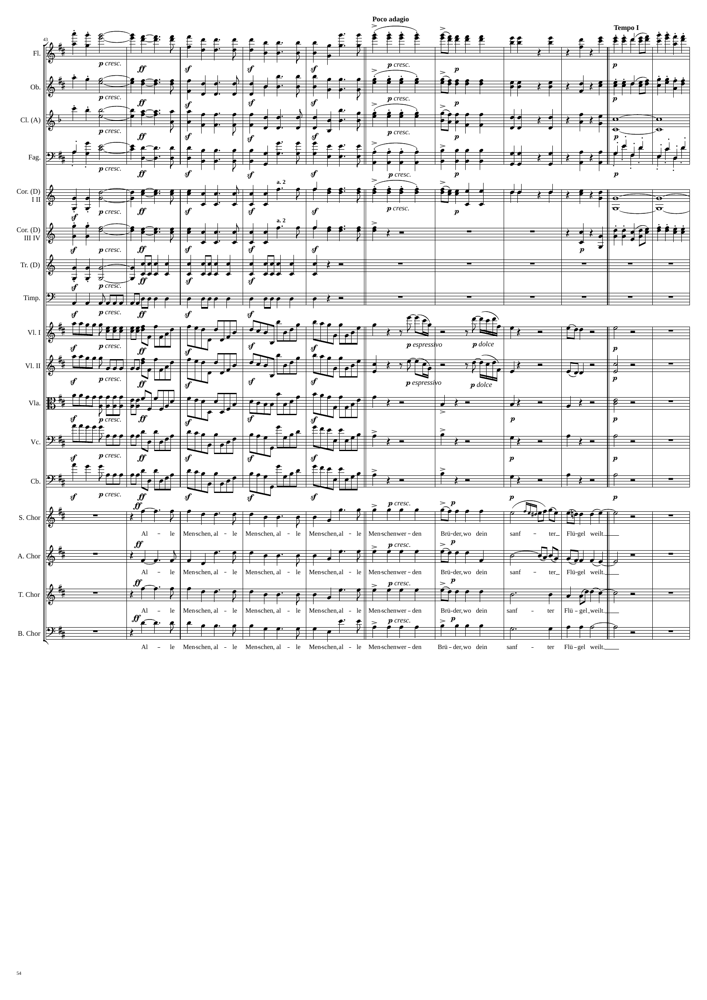 Poco adagio
Tempo I
43
Fl.
p cresc. ff sf sf sf p cresc. p p
Ob.
p cresc. ff sf sf sf p cresc. p p
Cl. (A)
p cresc. ff sf sf sf p cresc. p p
Fag.
p cresc. ff sf sf sf p cresc. p p
a. 2
Cor. (D)
I II
sf p cresc. ff sf sf sf p cresc. p
a. 2
Cor. (D)
III IV
sf p cresc. ff sf sf sf p
Tr. (D)
sf p cresc. ff sf sf
Timp.
sf p cresc. ff sf sf
Vl. I
sf p cresc. ff sf sf sf p espressivo p dolce p
Vl. II
sf p cresc. ff sf sf sf p espressivo p dolce p
Vla.
sf p cresc. ff sf sf sf p p
Vc.
sf p cresc. ff sf sf sf p p
Cb.
sf p cresc. ff sf sf sf p p
ff p cresc. p
S. Chor
Al – le Men–schen, al – le Men–schen, al – le Men–schen, al – le Men–schen wer – den Brü–der, wo dein sanf – ter Flü–gel weilt.
ff p cresc. p
A. Chor
Al – le Men–schen, al – le Men–schen, al – le Men–schen, al – le Men–schen wer – den Brü–der, wo dein sanf – ter Flü–gel weilt.
ff p cresc. p
T. Chor
Al – le Men–schen, al – le Men–schen, al – le Men–schen, al – le Men–schen wer – den Brü–der, wo dein sanf – ter Flü – gel weilt.
ff p cresc. p
B. Chor
Al – le Men–schen, al – le Men–schen, al – le Men–schen, al – le Men–schen wer – den Brü – der, wo dein sanf – ter Flü – gel weilt.
54